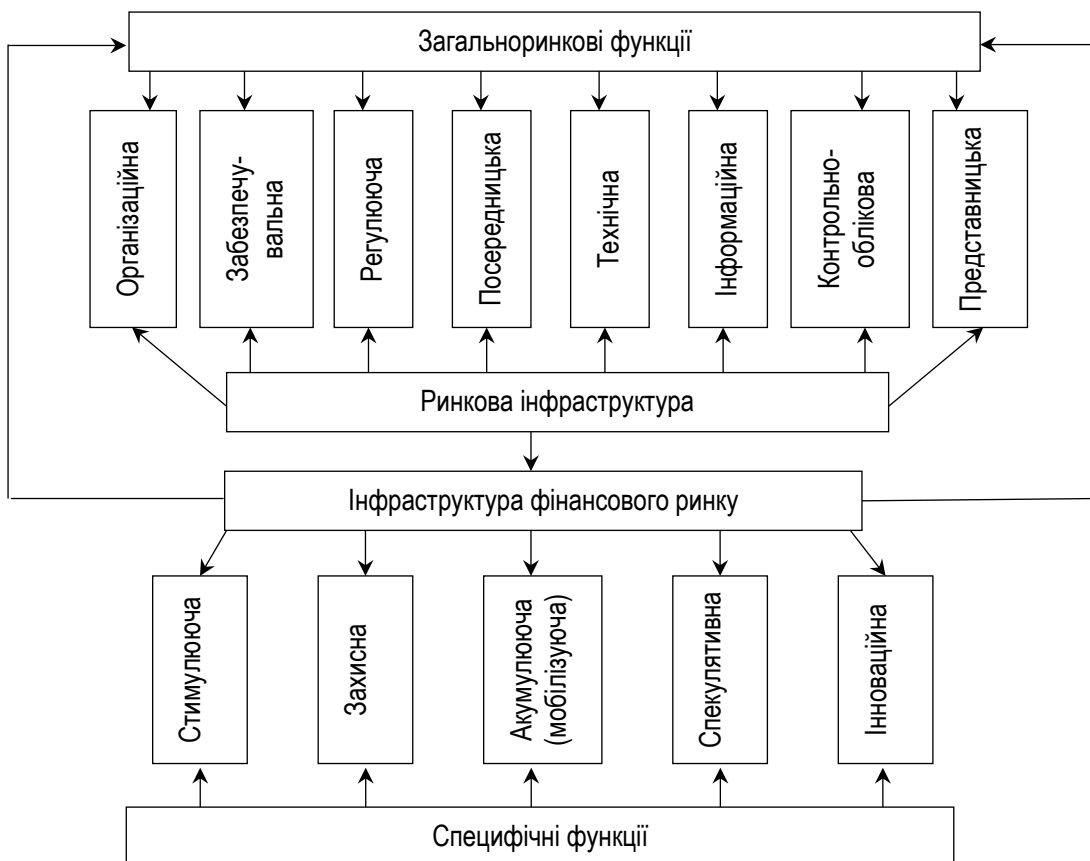 Загальноринкові функції
Організаційна
Забезпечу-
вальна
Регулююча
Посередницька
Технічна
Інформаційна
Контрольно-
облікова
Представницька
Ринкова інфраструктура
Інфраструктура фінансового ринку
Стимулююча
Захисна
Акумулююча
(мобілізуюча)
Спекулятивна
Інноваційна
Специфічні функції